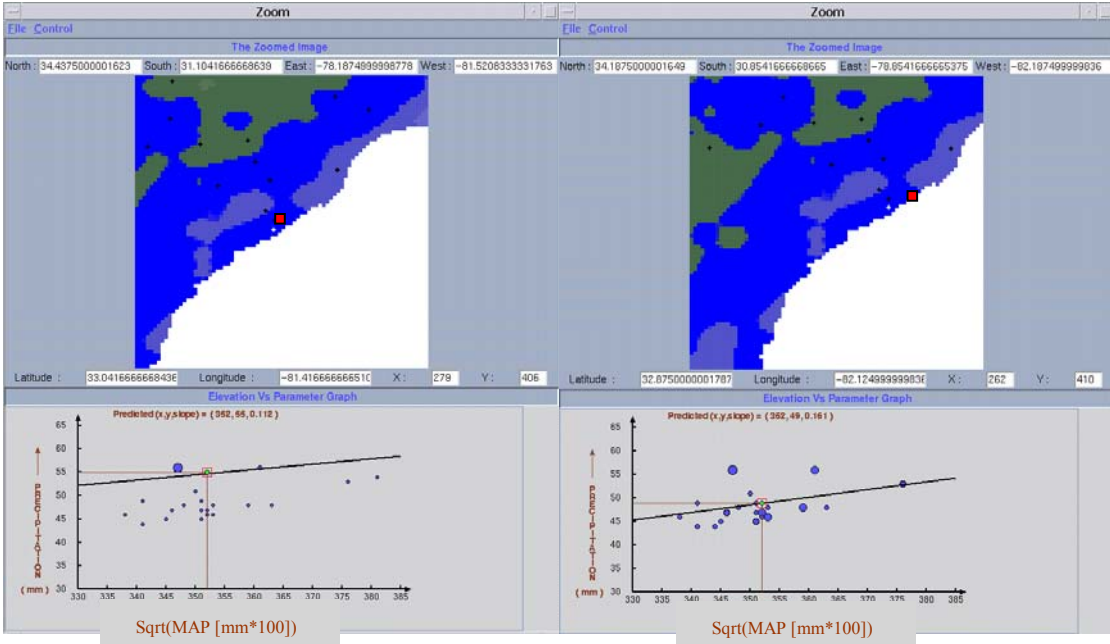 Zoom
File Control
The Zoomed Image
North : 34.4375000001623 South : 31.1041666668639 East : -78.1874999998778 West : -81.5208333331763
Latitude : 33.0416666668436 Longitude : -81.416666666510 X : 279 Y : 406
Elevation Vs Parameter Graph
Predicted (x,y,slope) = ( 352, 55, 0.112 )
65
60
55
50
45
40
35
30
PRECIPITATION
( mm )
330 335 340 345 350 355 360 365 370 375 380 385
Sqrt(MAP [mm*100])
Zoom
File Control
The Zoomed Image
North : 34.1875000001649 South : 30.8541666668665 East : -78.8541666665375 West : -82.187499999836
Latitude : 32.8750000001787 Longitude : -82.12499999983 X : 262 Y : 410
Elevation Vs Parameter Graph
Predicted (x,y,slope) = ( 352, 49, 0.161 )
65
60
55
50
45
40
35
30
PRECIPITATION
( mm )
330 335 340 345 350 355 360 365 370 375 380 385
Sqrt(MAP [mm*100])